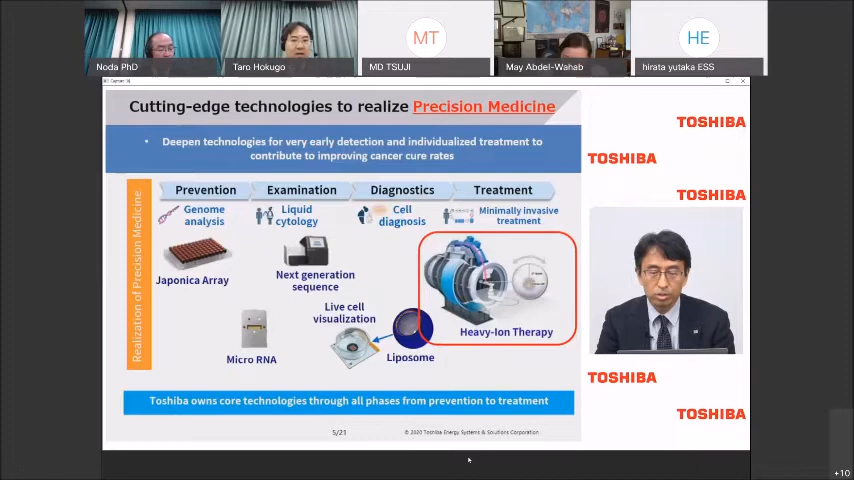 MT
HE
Noda PhD
Taro Hokugo
MD TSUJI
May Abdel-Wahab
hirata yutaka ESS
Cutting-edge technologies to realize Precision Medicine
• Deepen technologies for very early detection and individualized treatment to
contribute to improving cancer cure rates
Realization of Precision Medicine
Prevention
Examination
Diagnostics
Treatment
Genome
analysis
Liquid
cytology
Cell
diagnosis
Minimally invasive
treatment
Japonica Array
Next generation
sequence
Live cell
visualization
Heavy-Ion Therapy
Micro RNA
Liposome
Toshiba owns core technologies through all phases from prevention to treatment
5/21
© 2020 Toshiba Energy Systems & Solutions Corporation
TOSHIBA
TOSHIBA
TOSHIBA
TOSHIBA
TOSHIBA
+10